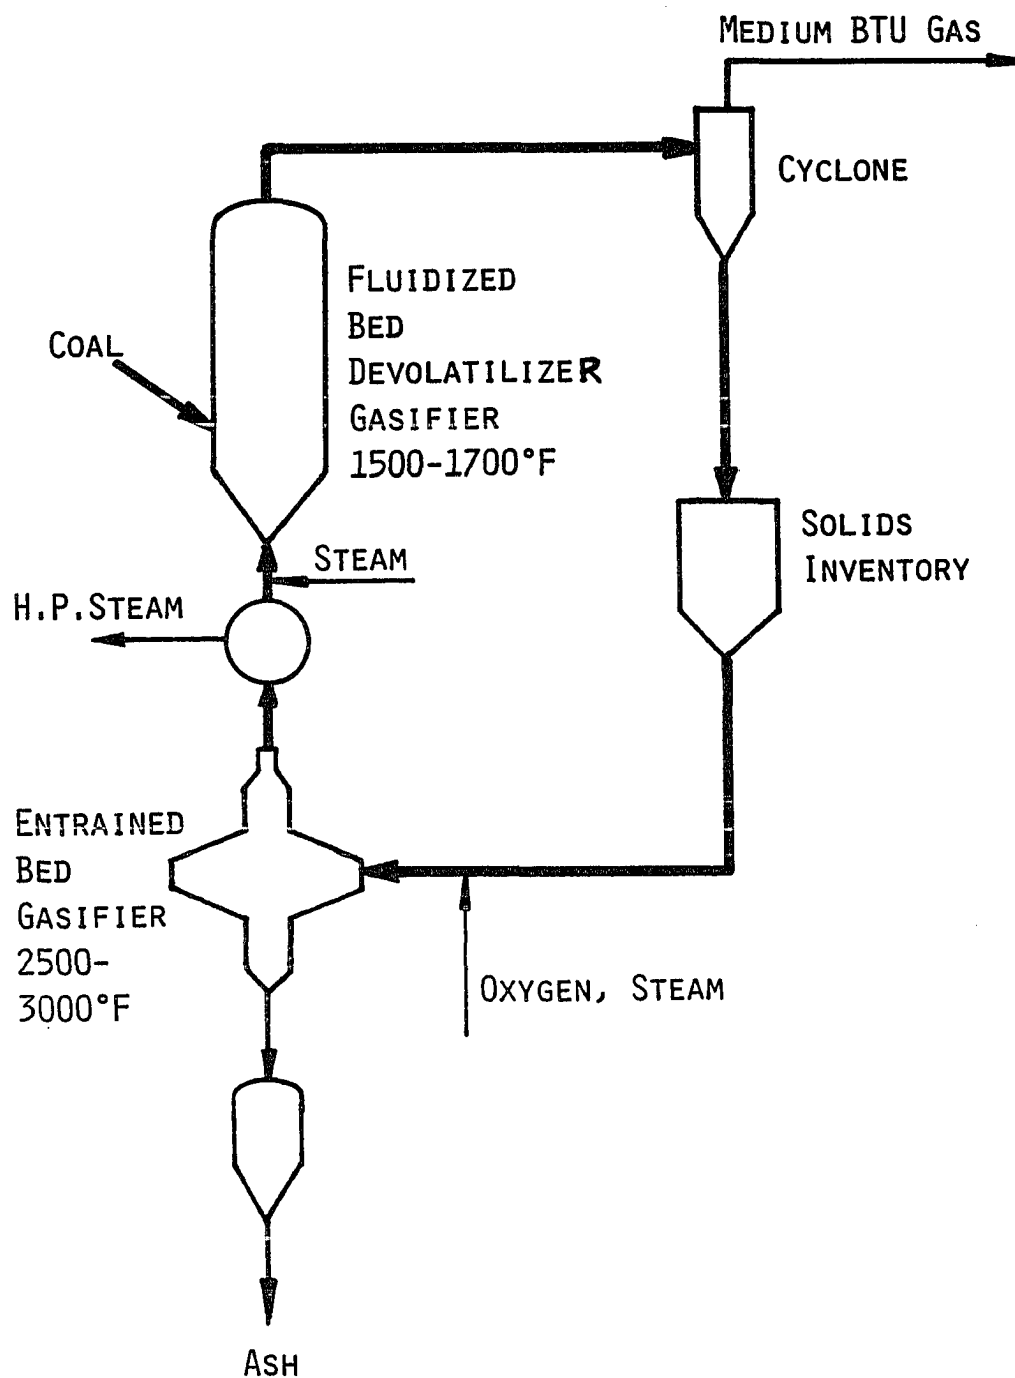 MEDIUM BTU GAS
CYCLONE
FLUIDIZED
BED
DEVOLATILIZER
GASIFIER
1500-1700°F
COAL
SOLIDS
INVENTORY
STEAM
H.P.STEAM
ENTRAINED
BED
GASIFIER
2500-
3000°F
OXYGEN, STEAM
ASH